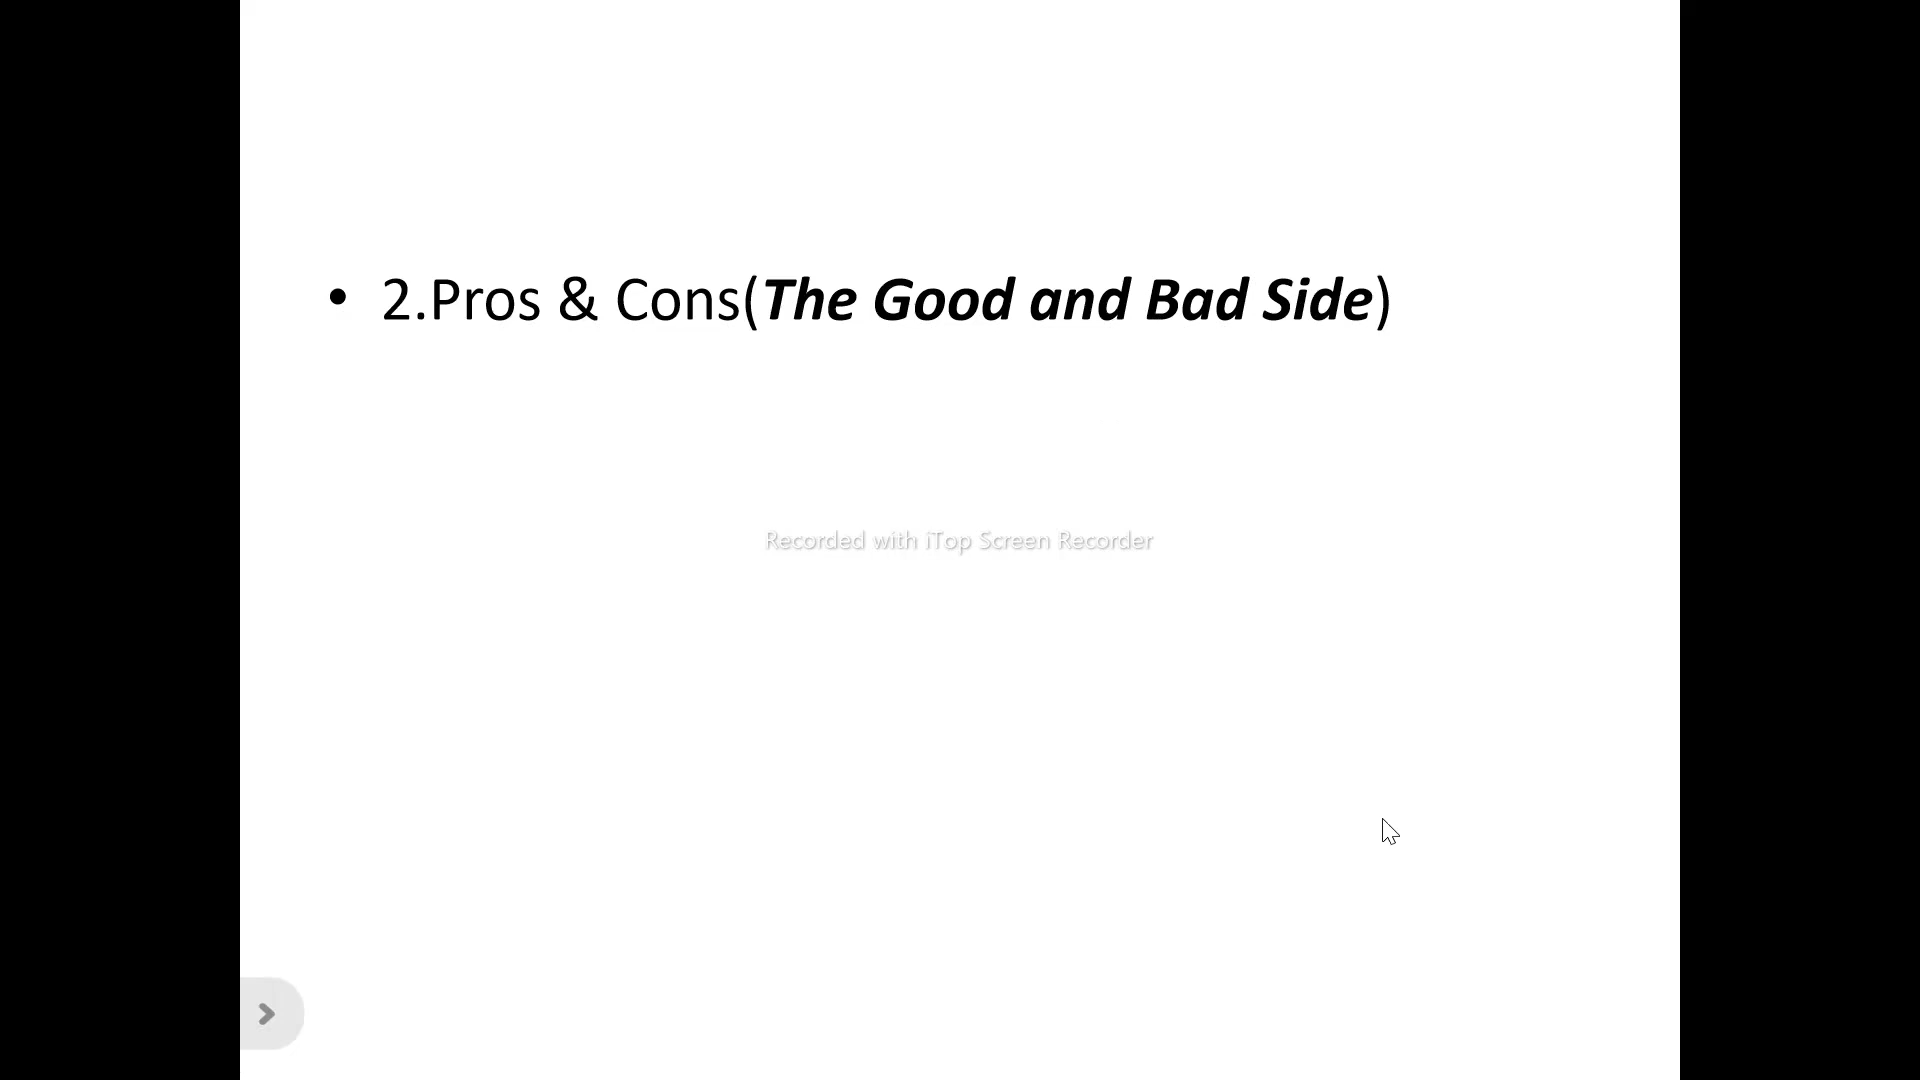 • 2.Pros & Cons(The Good and Bad Side)
Recorded with iTop Screen Recorder